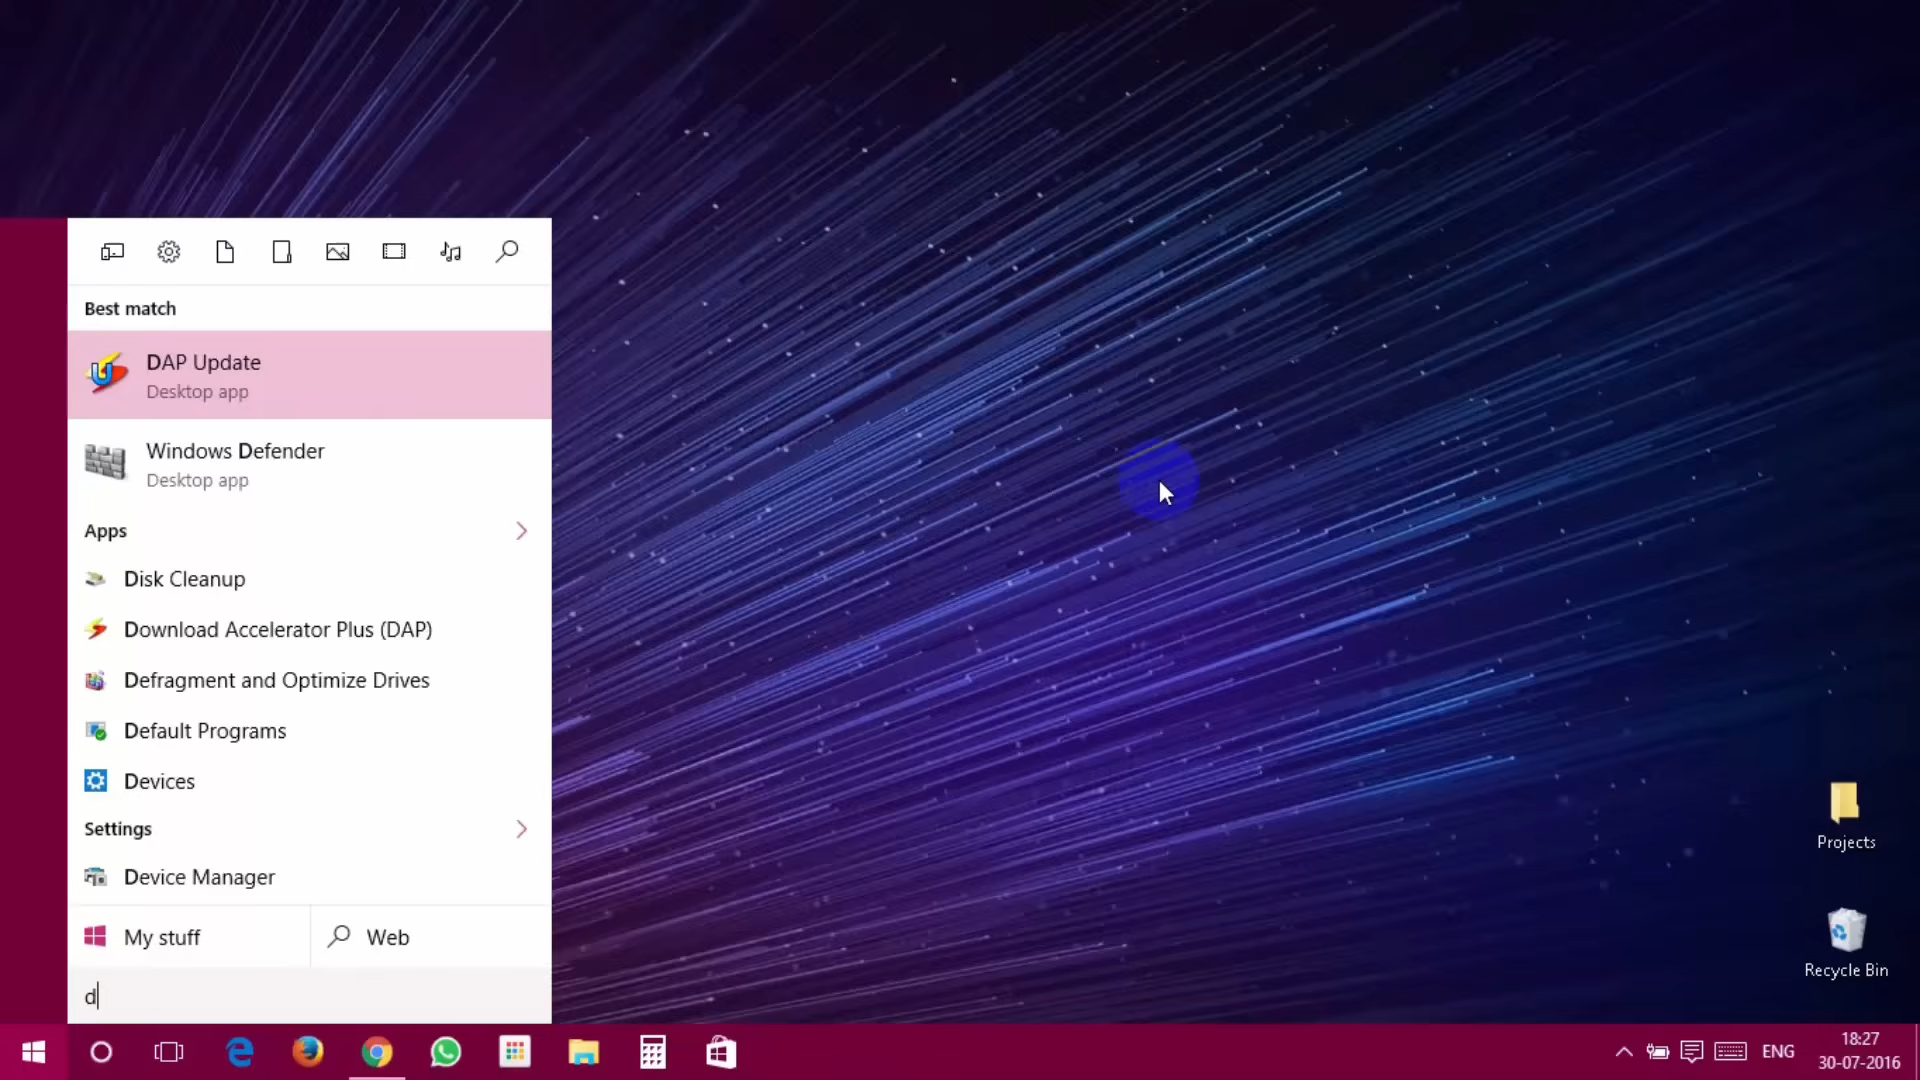 Best match
DAP Update
Desktop app
Windows Defender
Desktop app
Apps
Disk Cleanup
Download Accelerator Plus (DAP)
Defragment and Optimize Drives
Default Programs
Devices
Settings
Device Manager
My stuff
Web
d
Projects
Recycle Bin
ENG
18:27
30-07-2016